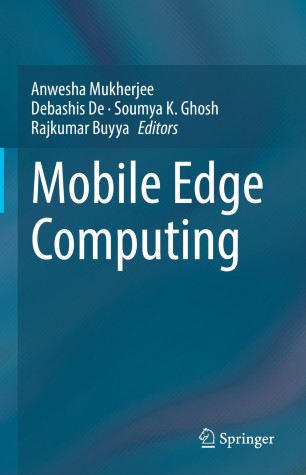 Anwesha Mukherjee
Debashis De · Soumya K. Ghosh
Rajkumar Buyya Editors
Mobile Edge
Computing
Springer